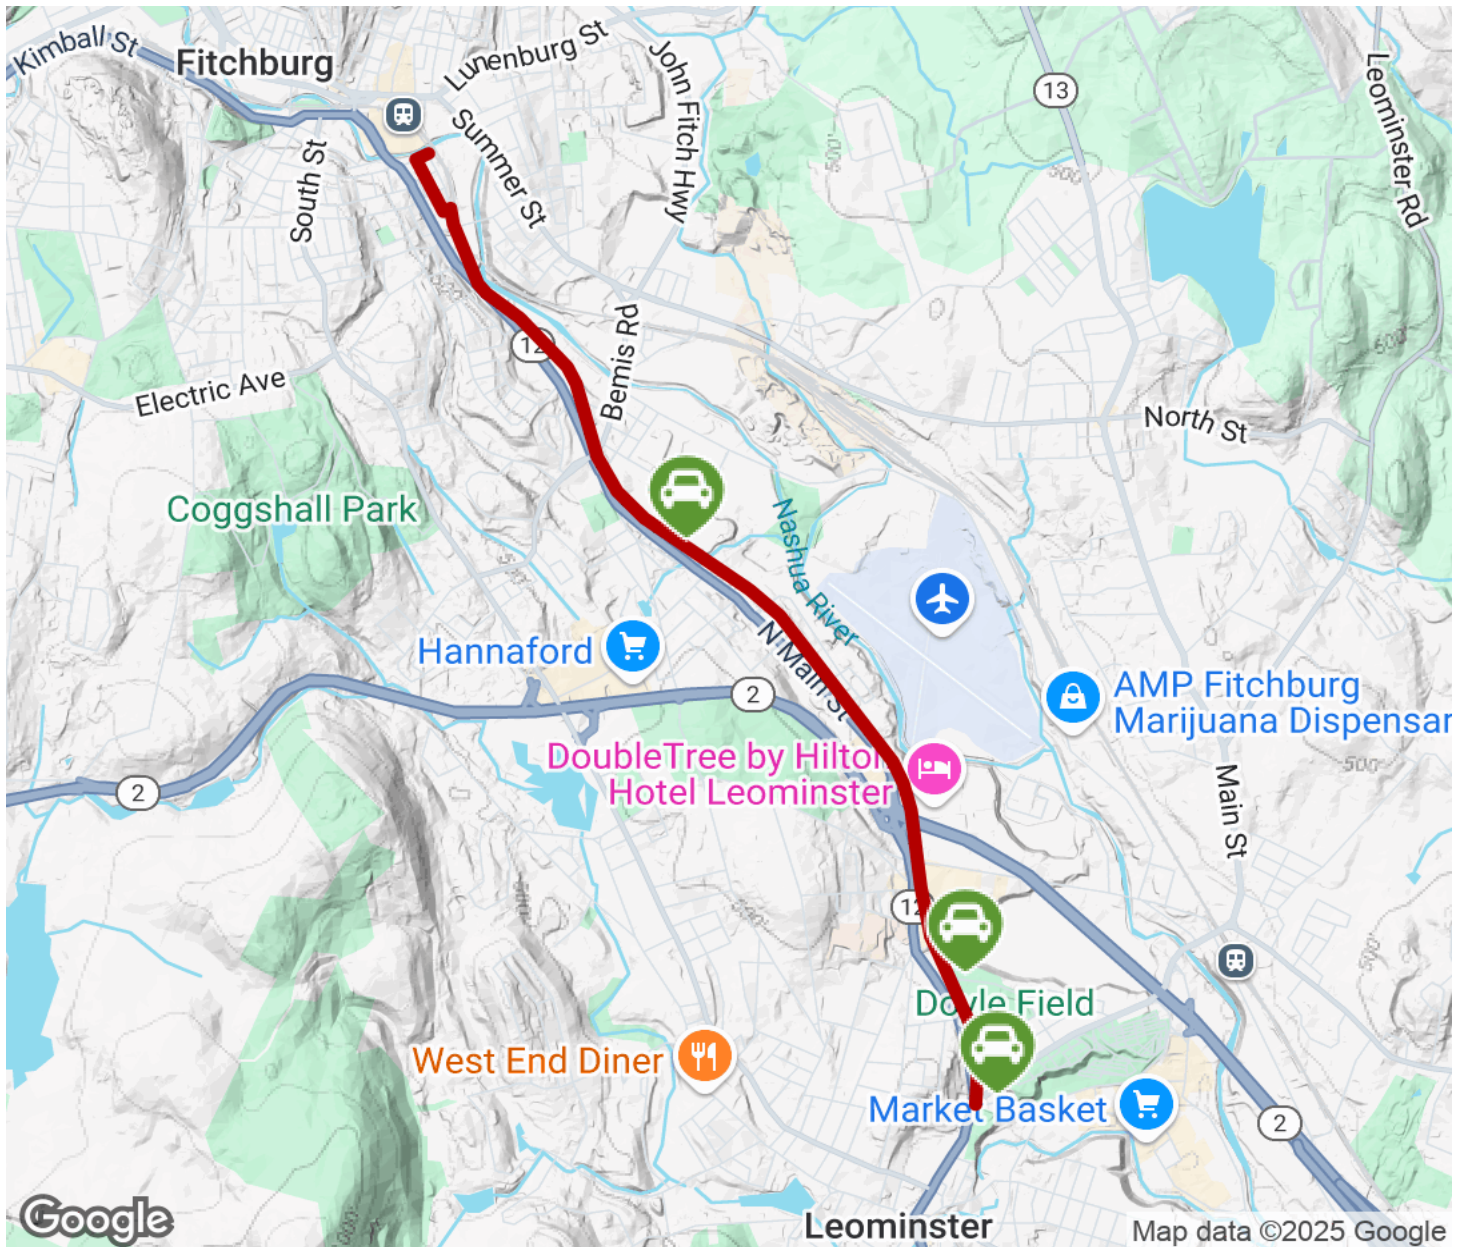 Kimball St
Fitchburg
Lunenburg St
John Fitch Hwy
13
Leominster Rd
Summer St
South St
500
500
12
Bemis Rd
Electric Ave
North St
Coggshall Park
Nashua River
Hannaford
N Main St
2
AMP Fitchburg
Marijuana Dispensar
DoubleTree by Hilton
Hotel Leominster
2
500
Main St
12
Doyle Field
West End Diner
Market Basket
2
Leominster
Google
Map data ©2025 Google